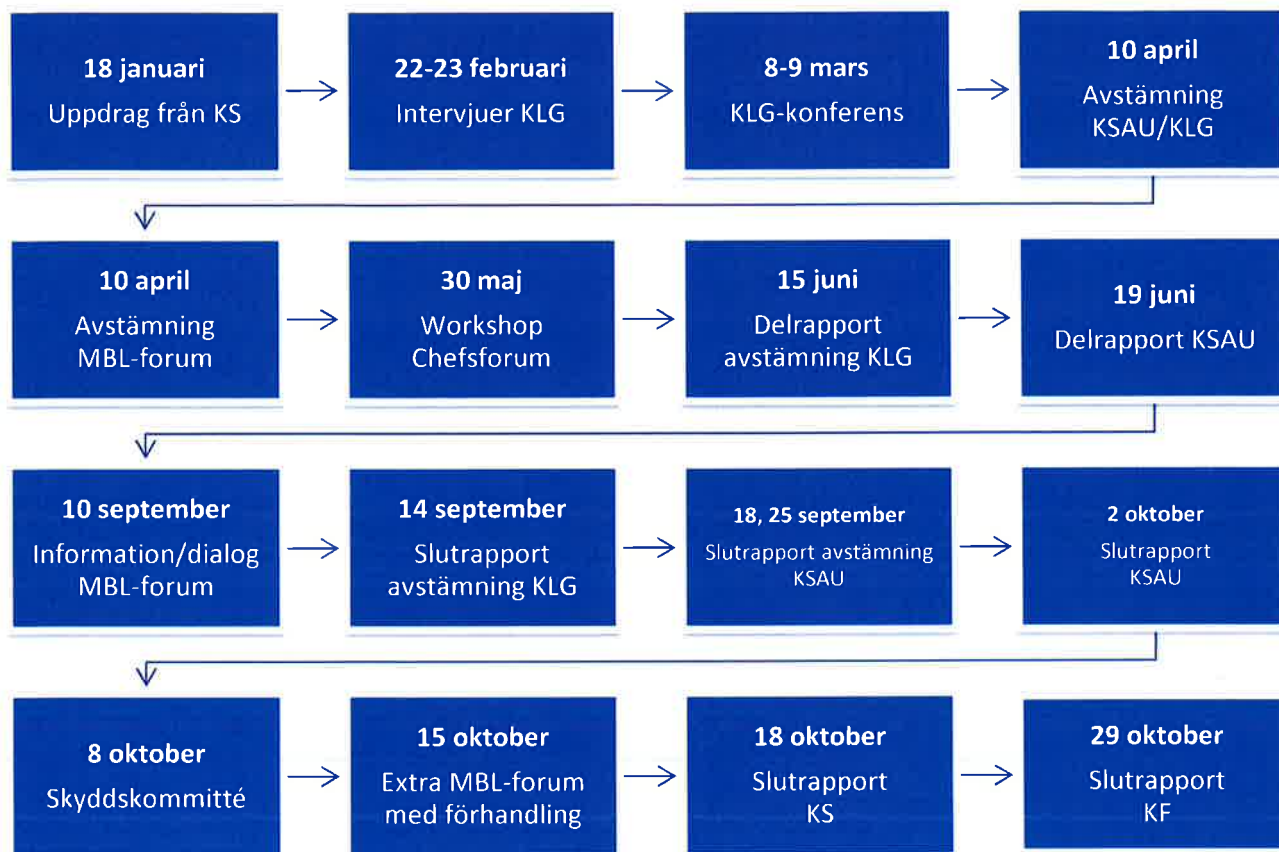 18 januari
Uppdrag från KS
22-23 februari
Intervjuer KLG
8-9 mars
KLG-konferens
10 april
Avstämning
KSAU/KLG
10 april
Avstämning
MBL-forum
30 maj
Workshop
Chefsforum
15 juni
Delrapport
avstämning KLG
19 juni
Delrapport KSAU
10 september
Information/dialog
MBL-forum
14 september
Slutrapport
avstämning KLG
18, 25 september
Slutrapport avstämning
KSAU
2 oktober
Slutrapport
KSAU
8 oktober
Skyddskommitté
15 oktober
Extra MBL-forum
med förhandling
18 oktober
Slutrapport
KS
29 oktober
Slutrapport
KF